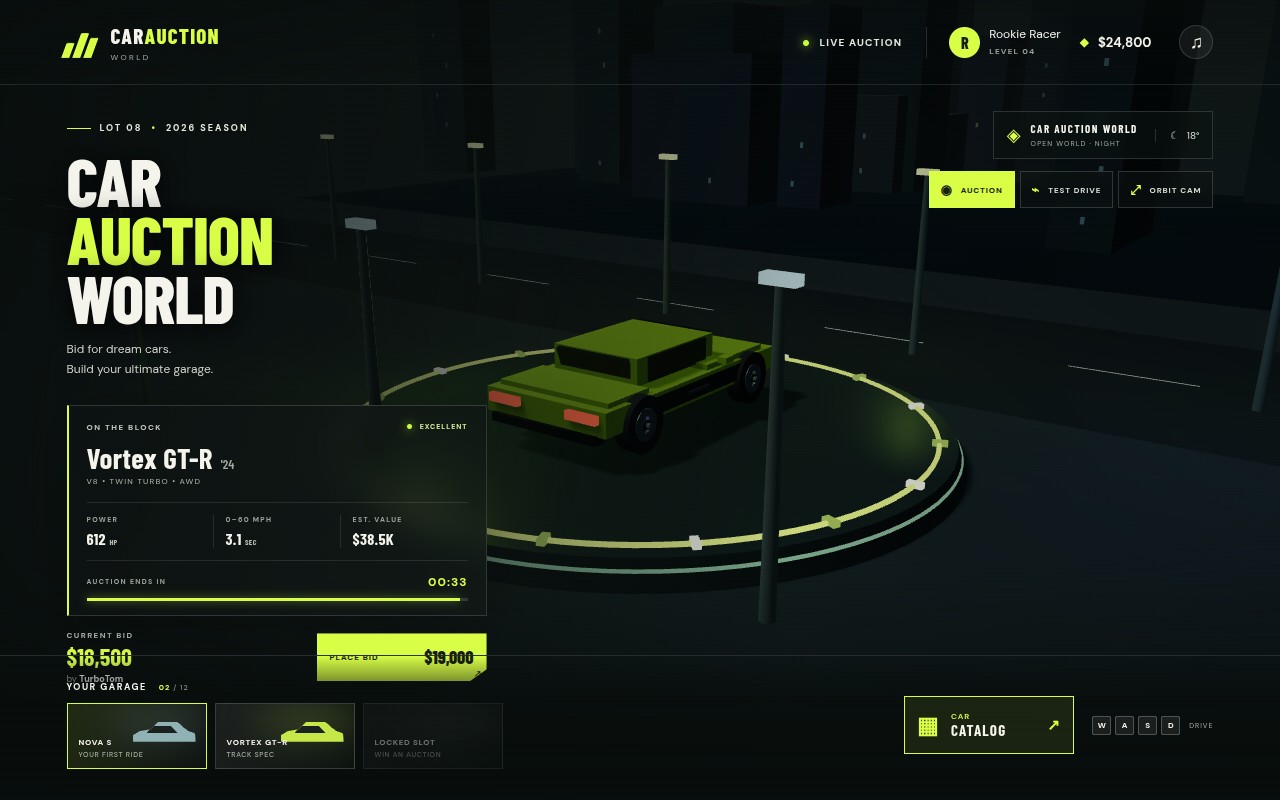 CARAUCTION
WORLD
LIVE AUCTION
R
Rookie Racer
LEVEL 04
$24,800
LOT 08 • 2026 SEASON
CAR AUCTION WORLD
OPEN WORLD · NIGHT
18°
AUCTION
TEST DRIVE
ORBIT CAM
CAR
AUCTION
WORLD
Bid for dream cars.
Build your ultimate garage.
ON THE BLOCK
EXCELLENT
Vortex GT-R '24
V8 • TWIN TURBO • AWD
POWER
0–60 MPH
EST. VALUE
612 HP
3.1 SEC
$38.5K
AUCTION ENDS IN
00:33
CURRENT BID
$18,500
by TurboTom
PLACE BID
$19,000
YOUR GARAGE 02 / 12
NOVA S
YOUR FIRST RIDE
VORTEX GT-R
TRACK SPEC
LOCKED SLOT
WIN AN AUCTION
CAR
CATALOG
W A S D DRIVE